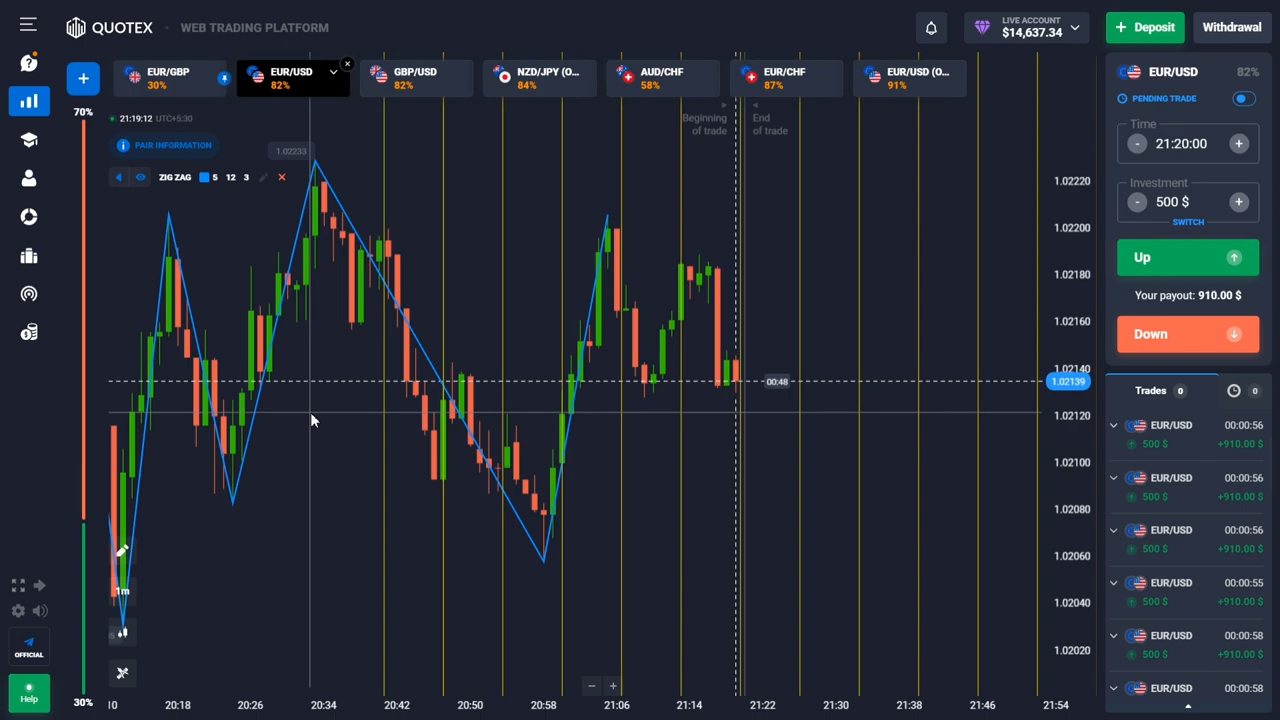 QUOTEX
WEB TRADING PLATFORM
LIVE ACCOUNT
$14,637.34
Deposit
Withdrawal
EUR/GBP
30%
EUR/USD
82%
GBP/USD
82%
NZD/JPY (O...
84%
AUD/CHF
58%
EUR/CHF
87%
EUR/USD (O...
91%
EUR/USD
82%
PENDING TRADE
Time
- 21:20:00 +
Investment
- 500 $ +
SWITCH
Up
Your payout: 910.00 $
Down
70%
21:19:12 UTC+5:30
PAIR INFORMATION
ZIG ZAG 5 12 3
1.02233
Beginning
of trade
End
of trade
1.02220
1.02200
1.02180
1.02160
1.02140
1.02139
1.02120
1.02100
1.02080
1.02060
1.02040
1.02020
00:48
1m
30%
10 20:18 20:26 20:34 20:42 20:50 20:58 21:06 21:14 21:22 21:30 21:38 21:46 21:54
OFFICIAL
Help
Trades 0 0
EUR/USD 00:00:56
500 $ +910.00 $
EUR/USD 00:00:56
500 $ +910.00 $
EUR/USD 00:00:56
500 $ +910.00 $
EUR/USD 00:00:55
500 $ +910.00 $
EUR/USD 00:00:58
500 $ +910.00 $
EUR/USD 00:00:58